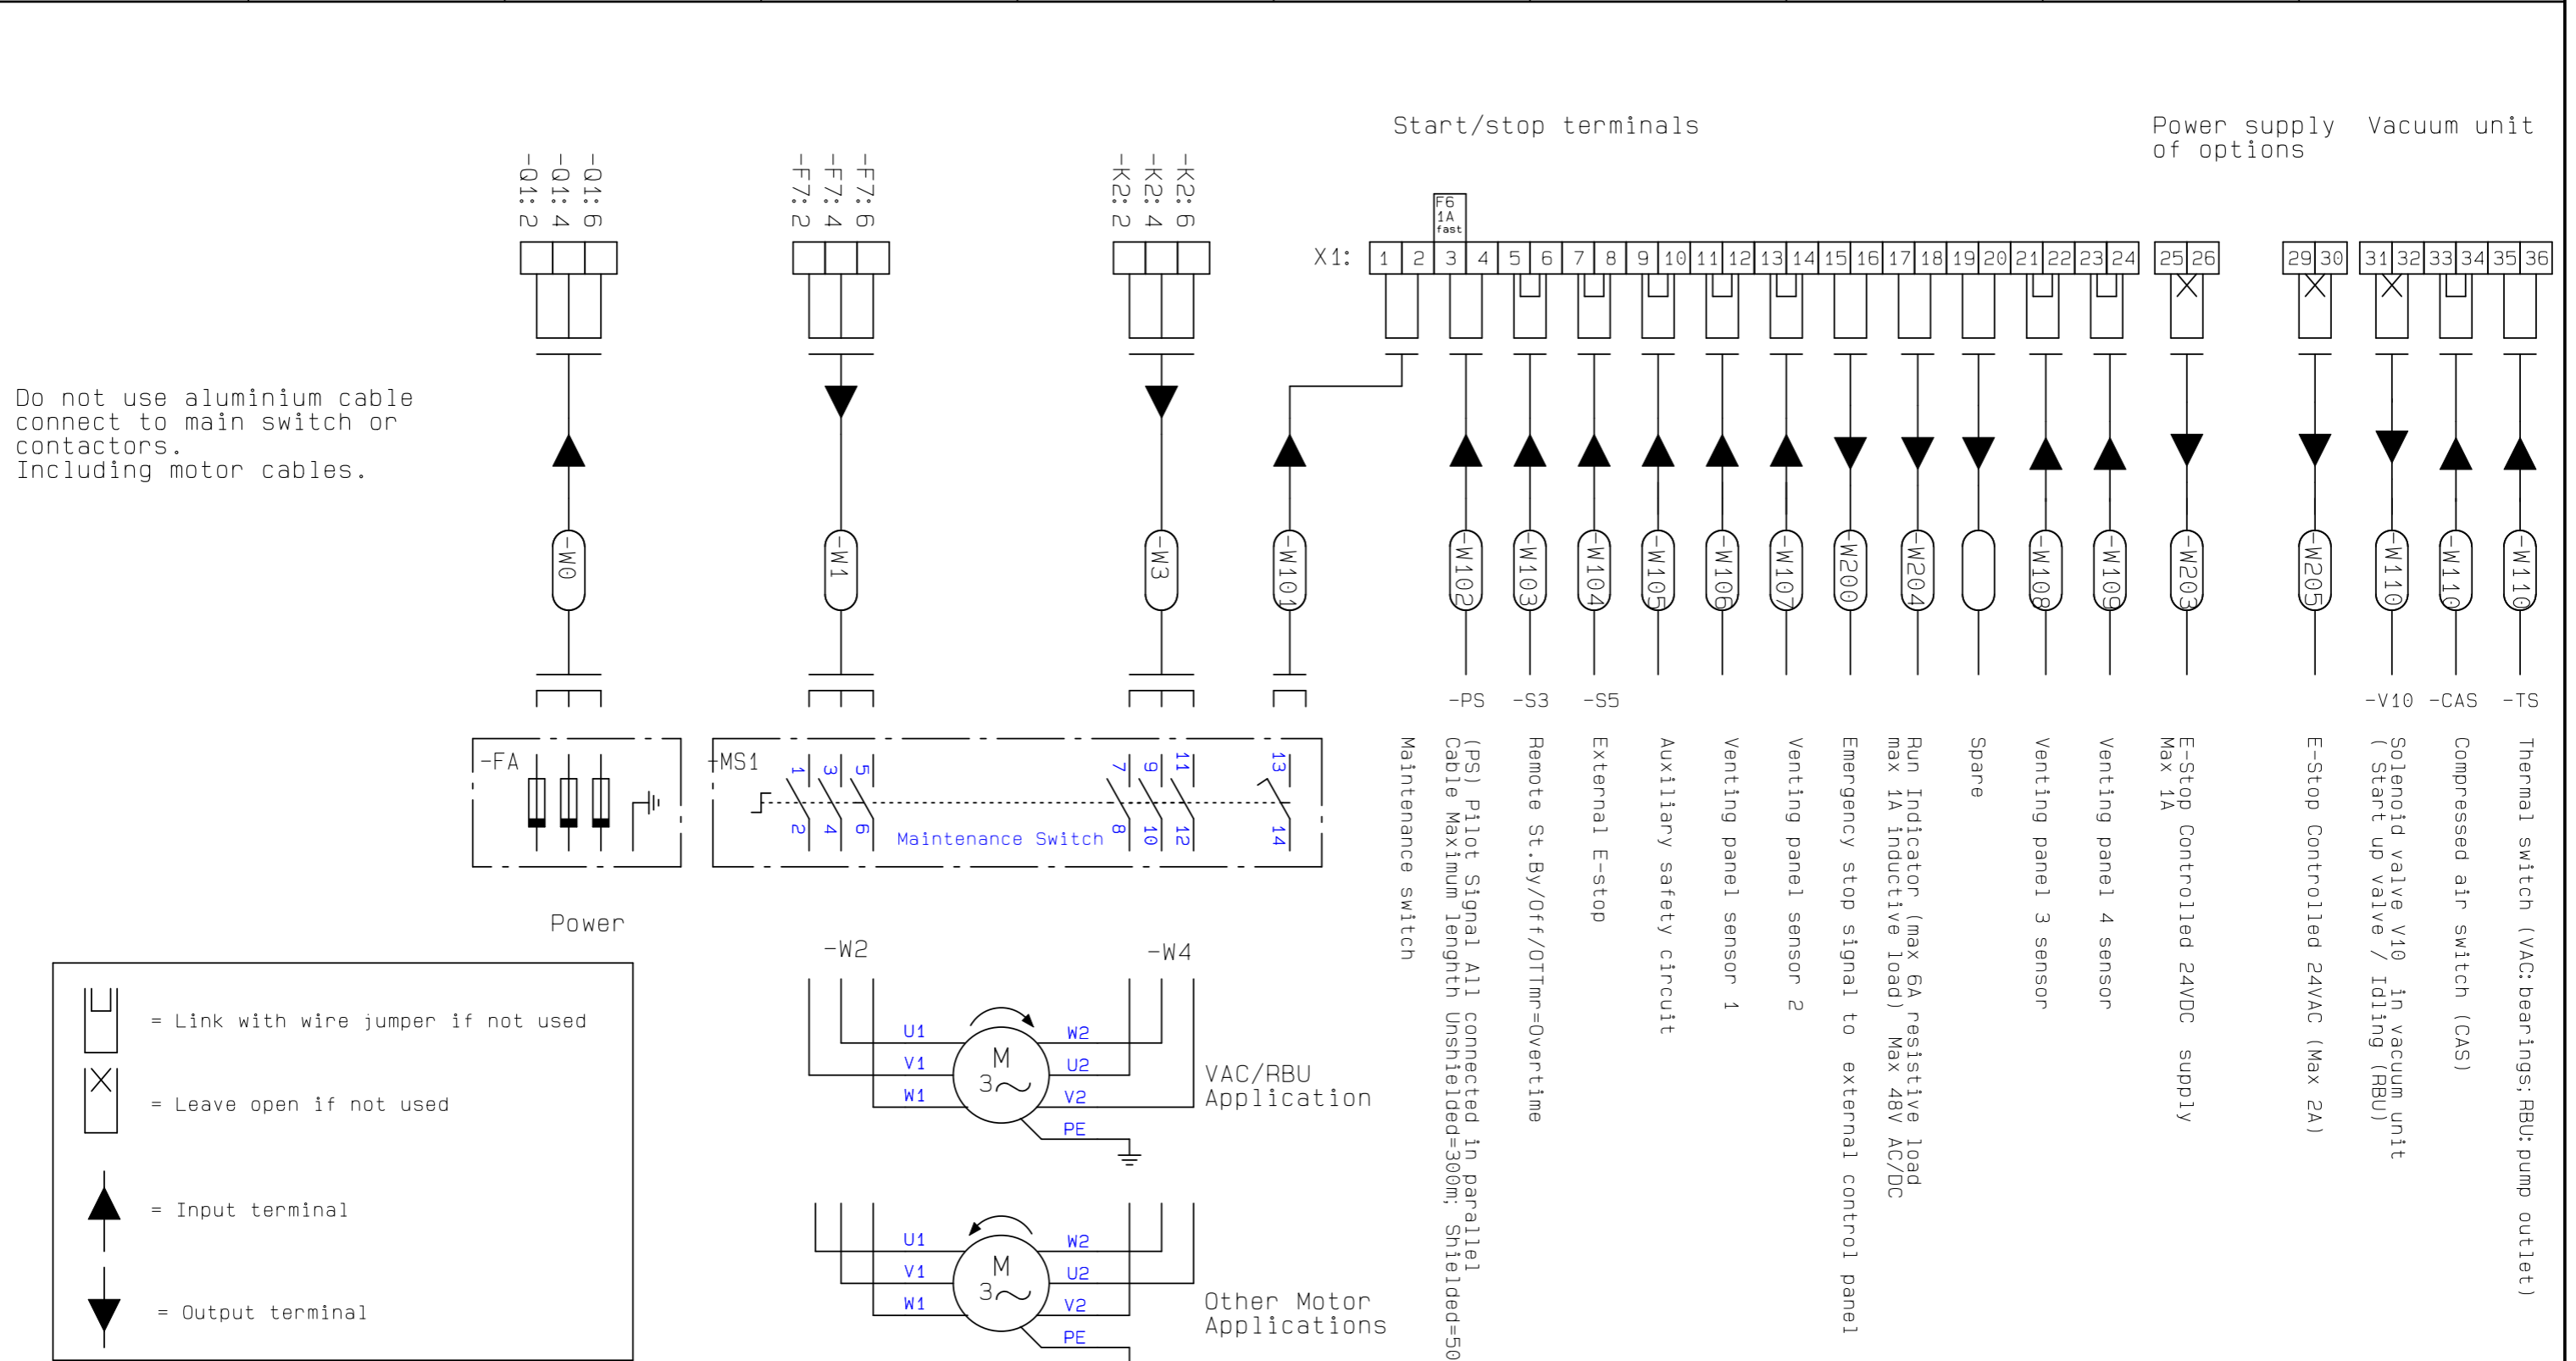 Start/stop terminals
Power supply
of options
Vacuum unit
-Q1:2
-Q1:4
-Q1:6
-F7:2
-F7:4
-F7:6
-K2:2
-K2:4
-K2:6
F6
1A
fast
X1:
1 2 3 4 5 6 7 8 9 10 11 12 13 14 15 16 17 18 19 20 21 22 23 24 25 26 29 30 31 32 33 34 35 36
Do not use aluminium cable
connect to main switch or
contactors.
Including motor cables.
-W0
-W1
-W3
-W101
-W102
-W103
-W104
-W105
-W106
-W107
-W200
-W204
-W108
-W109
-W203
-W205
-W110
-W110
-W110
-PS
-S3
-S5
-V10
-CAS
-TS
-FA
-MS1
1 3 5 7 9 11 13
2 4 6 8 10 12 14
Maintenance Switch
Maintenance switch
(PS) Pilot Signal All connected in parallel
Cable Maximum lenghth Unshielded=300m; Shielded=50
Remote St.By/Off/OTTmr=Overtime
External E-stop
Auxiliary safety circuit
Venting panel sensor 1
Venting panel sensor 2
Emergency stop signal to external control panel
Run Indicator (max 6A resistive load
max 1A inductive load) Max 48V AC/DC
Spare
Venting panel 3 sensor
Venting panel 4 sensor
E-Stop Controlled 24VDC supply
Max 1A
E-Stop Controlled 24VAC (Max 2A)
Solenoid valve V10 in vacuum unit
( Start up valve / Idling (RBU)
Compressed air switch (CAS)
Thermal switch (VAC:bearings;RBU:pump outlet)
Power
= Link with wire jumper if not used
= Leave open if not used
= Input terminal
= Output terminal
-W2
-W4
U1
V1
W1
M
3
W2
U2
V2
PE
VAC/RBU
Application
U1
V1
W1
M
3
W2
U2
V2
PE
Other Motor
Applications